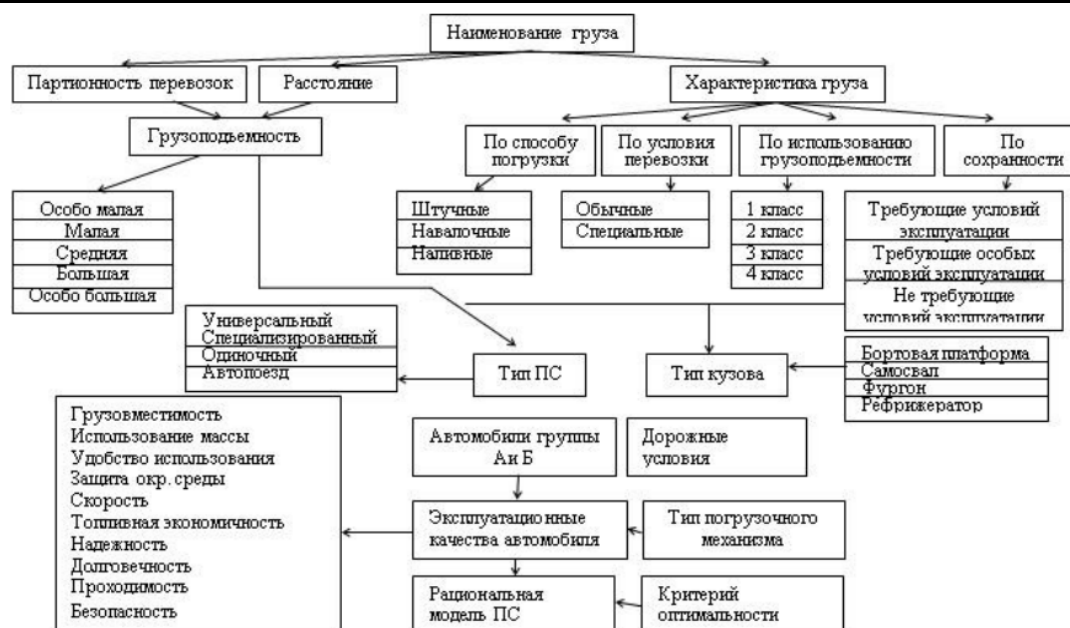 Наименование груза
Партионность перевозок
Расстояние
Характеристика груза
Грузоподьемность
По способу
погрузки
По условия
перевозки
По использованию
грузоподьемности
По
сохранности
Особо малая
Малая
Средняя
Большая
Особо большая
Штучные
Навалочные
Наливные
Обычные
Специальные
1 класс
2 класс
3 класс
4 класс
Требующие условий
эксплуатации
Требующие особых
условий эксплуатации
Не требующие
условий эксплуатации
Универсальный
Специализированный
Одиночный
Автопоезд
Тип ПС
Тип кузова
Бортовая платформа
Самосвал
Фургон
Рефрижератор
Грузовместимость
Использование массы
Удобство использования
Защита окр. среды
Скорость
Топливная экономичность
Надежность
Долговечность
Проходимость
Безопасность
Автомобили группы
А и Б
Дорожные
условия
Эксплуатационные
качества автомобиля
Тип погрузочного
механизма
Рациональная
модель ПС
Критерий
оптимальности